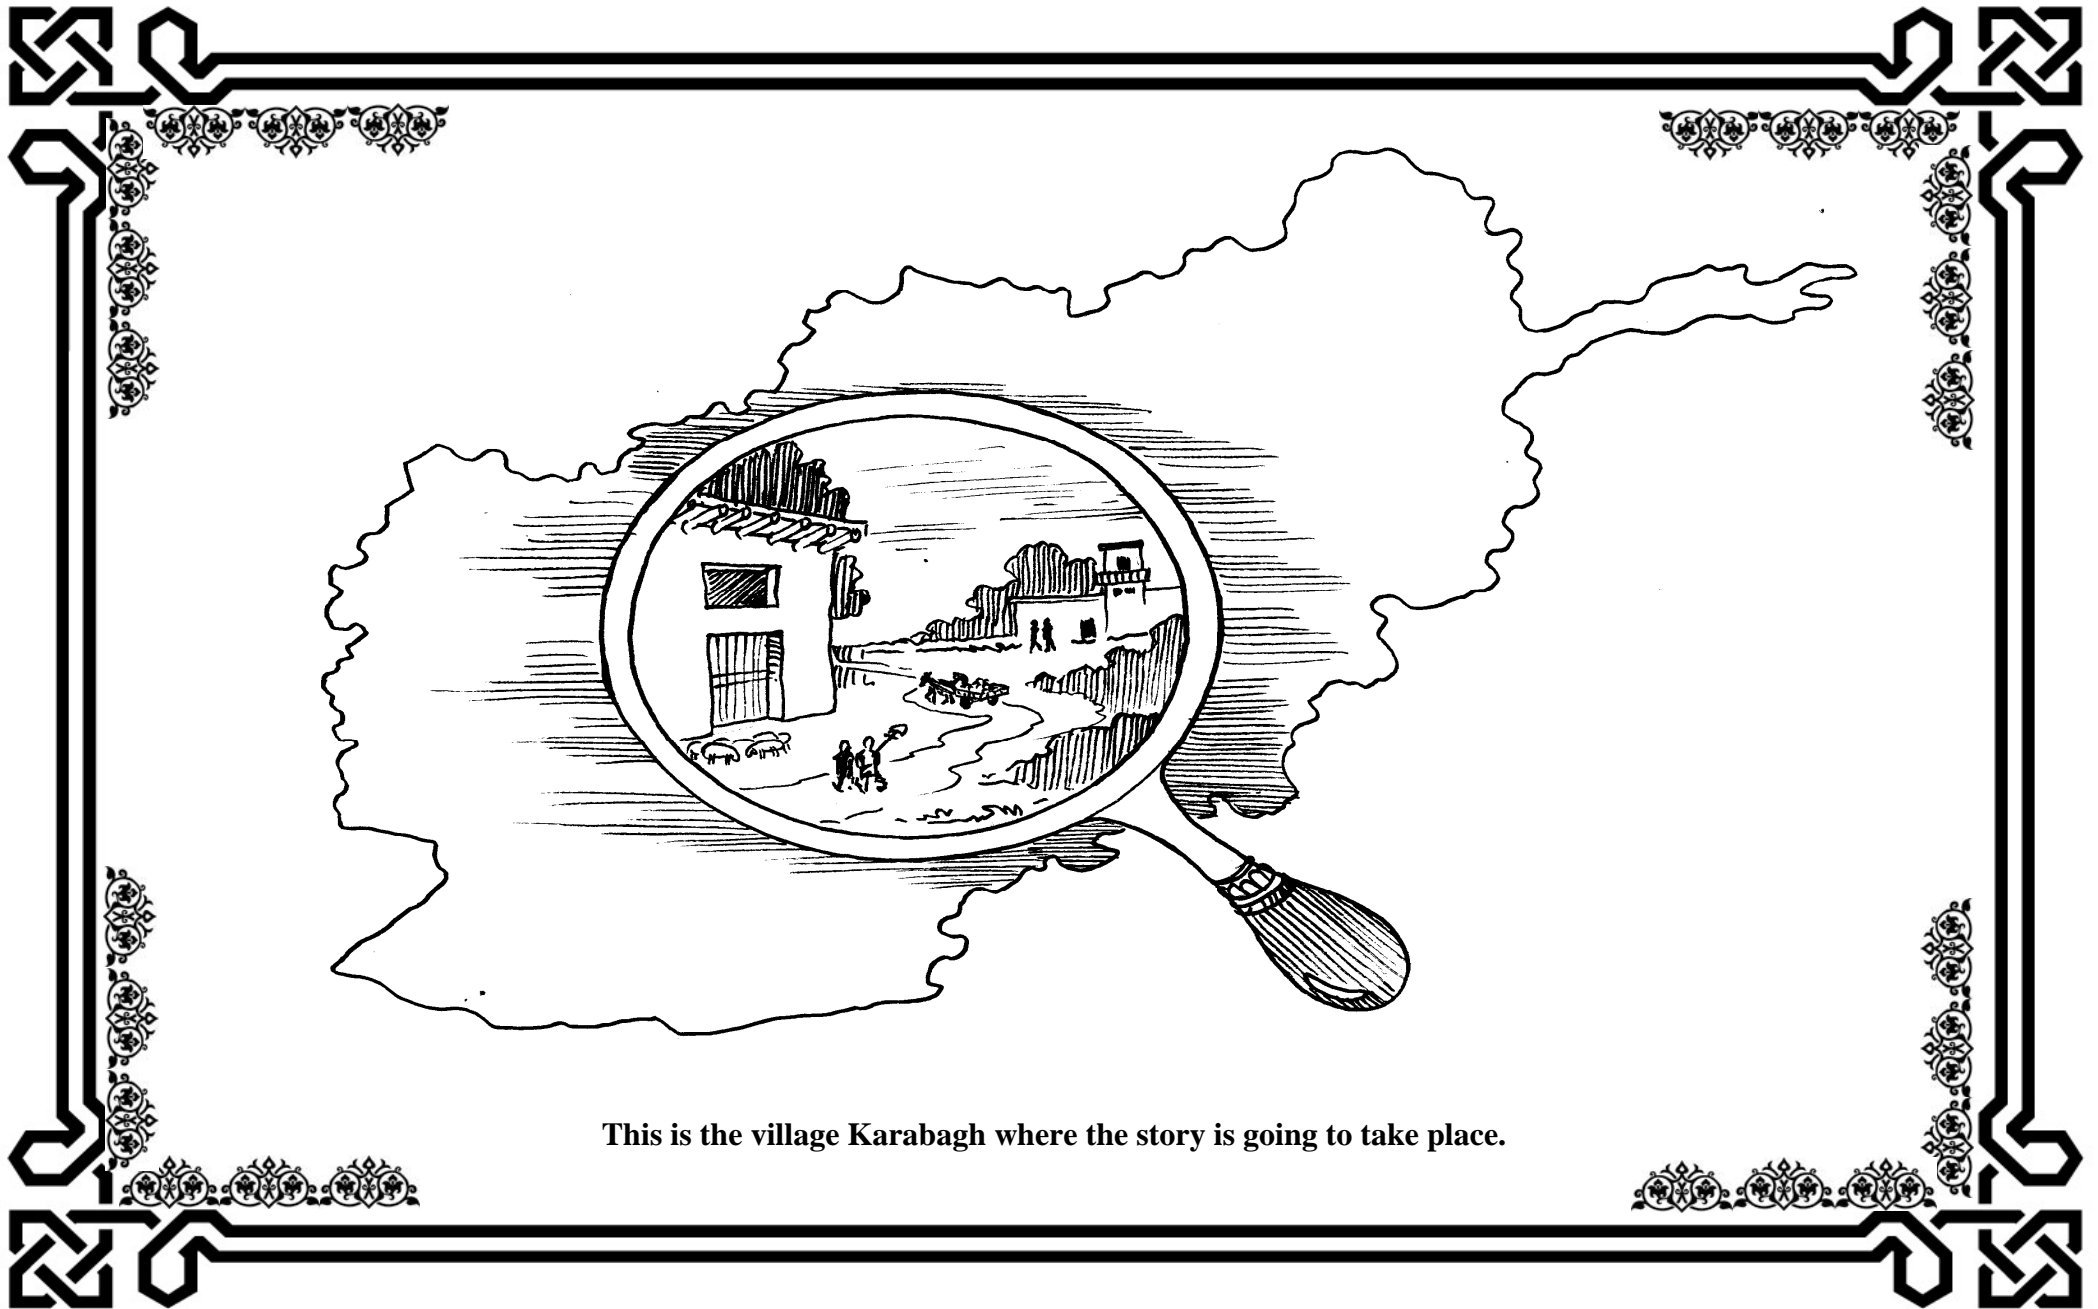 This is the village Karabagh where the story is going to take place.